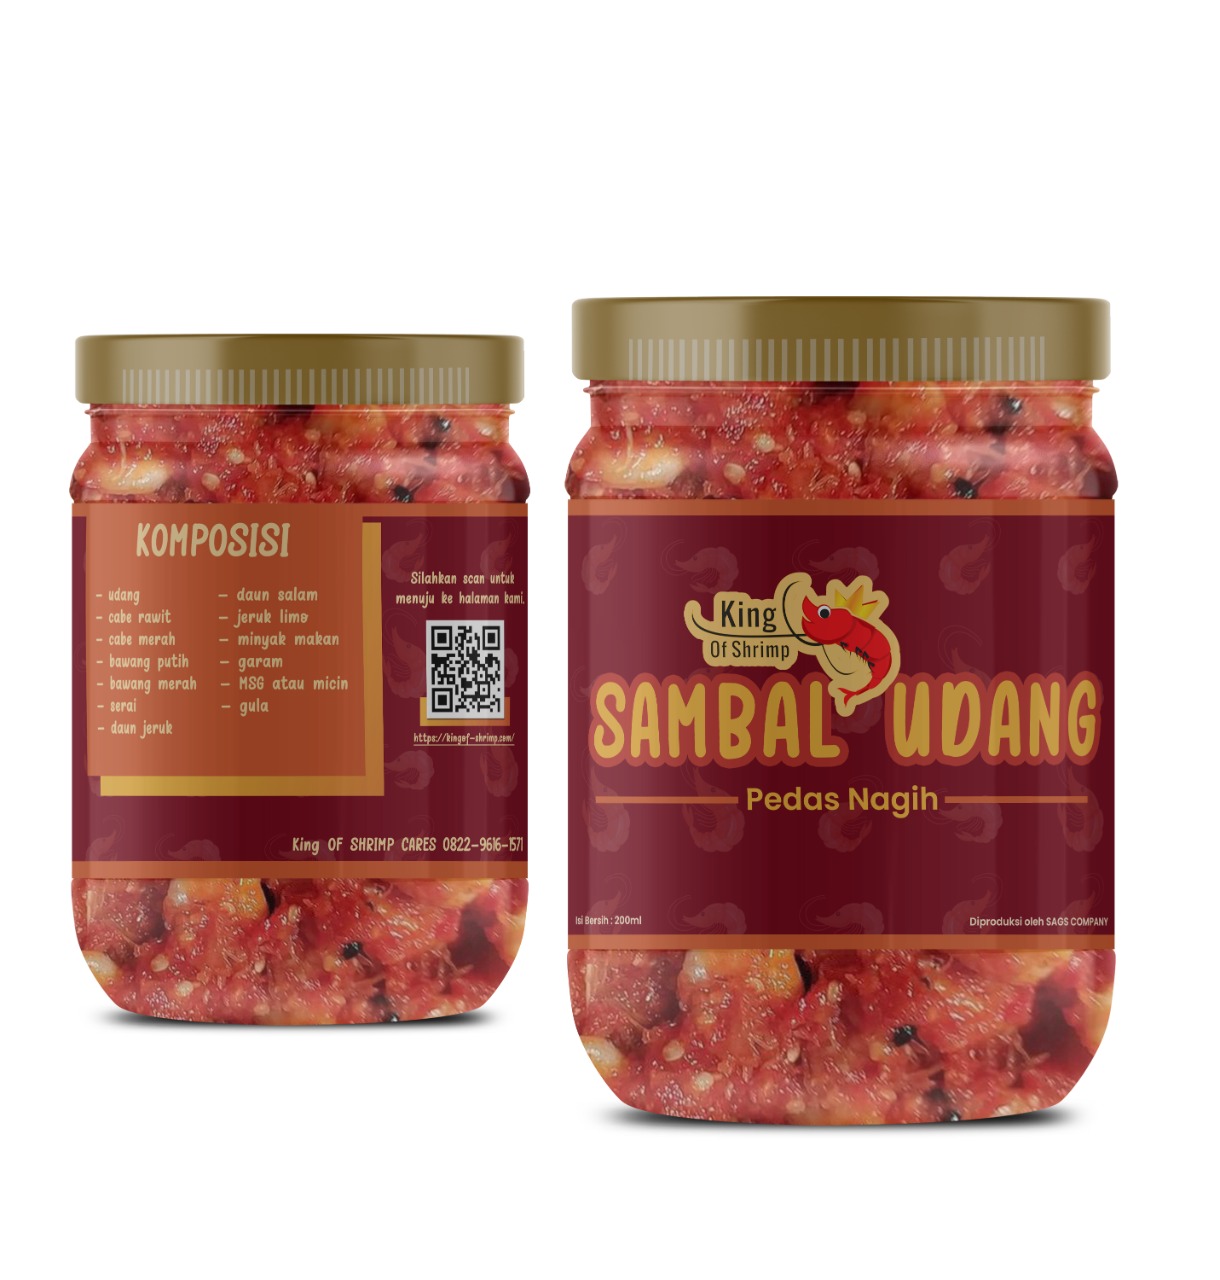 KOMPOSISI
- udang
- cabe rawit
- cabe merah
- bawang putih
- bawang merah
- serai
- daun jeruk
- daun salam
- jeruk limo
- minyak makan
- garam
- MSG atau micin
- gula
Silahkan scan untuk
menuju ke halaman kami.
https://kingof-shrimp.com/
King OF SHRIMP CARES 0822-9616-1571
King
Of Shrimp
SAMBAL UDANG
Pedas Nagih
Isi Bersih : 200ml
Diproduksi oleh SAGS COMPANY